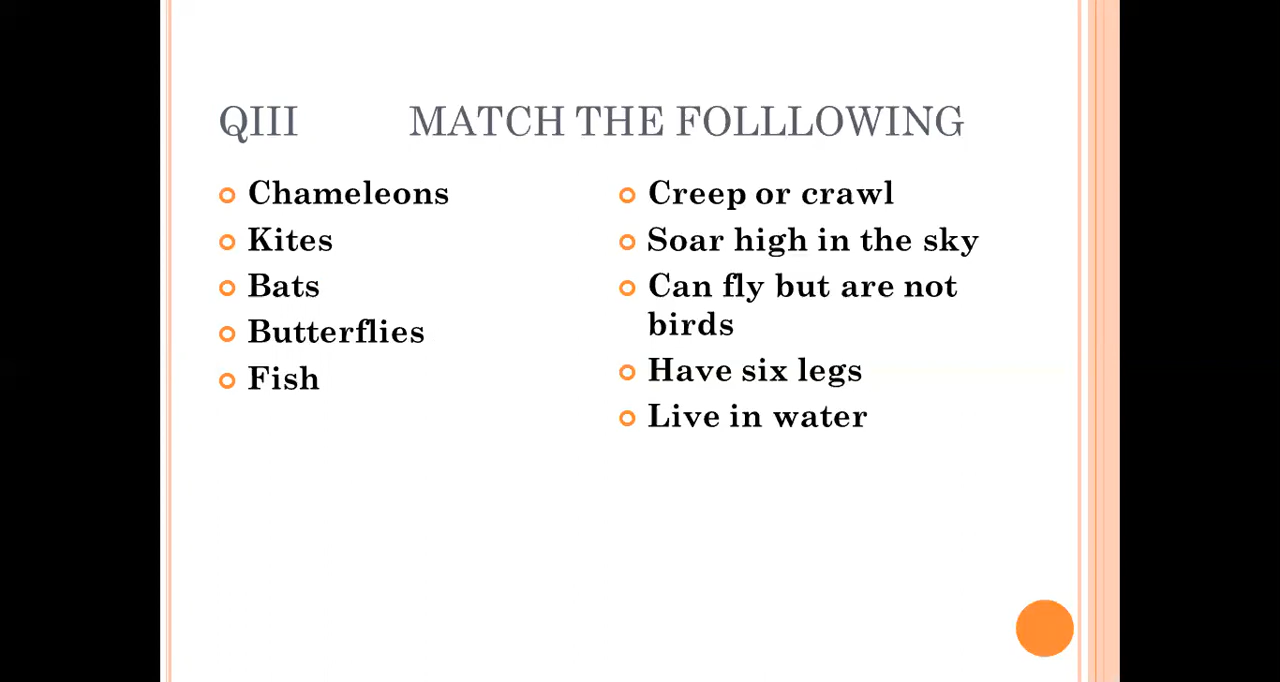 QIII MATCH THE FOLLLOWING
Chameleons
Kites
Bats
Butterflies
Fish
Creep or crawl
Soar high in the sky
Can fly but are not
birds
Have six legs
Live in water